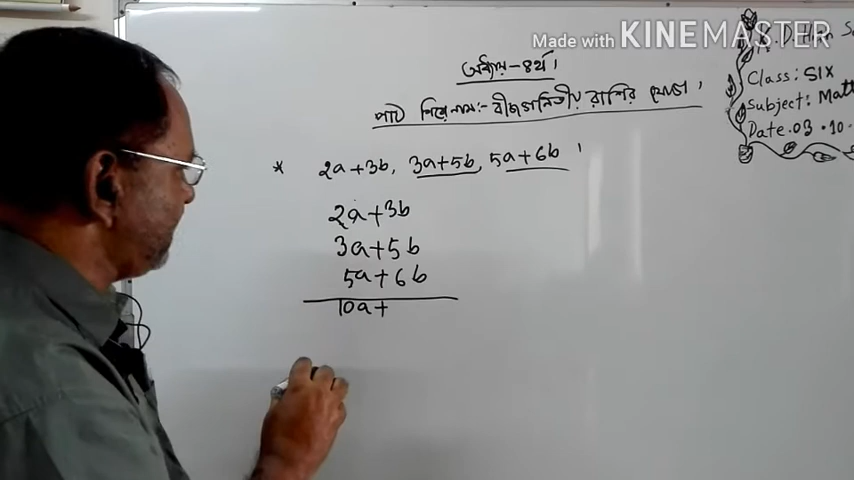 Made with KINEMASTER
অধ্যায়-৪র্থ।
পাঠ শিরোনাম:- বীজগনিতীয় রাশির যোগ।
Class: SIX
Subject: Mat
Date. 03.10.
* 2a+3b, 3a+5b, 5a+6b।
2a+3b
3a+5b
5a+6b
10a+